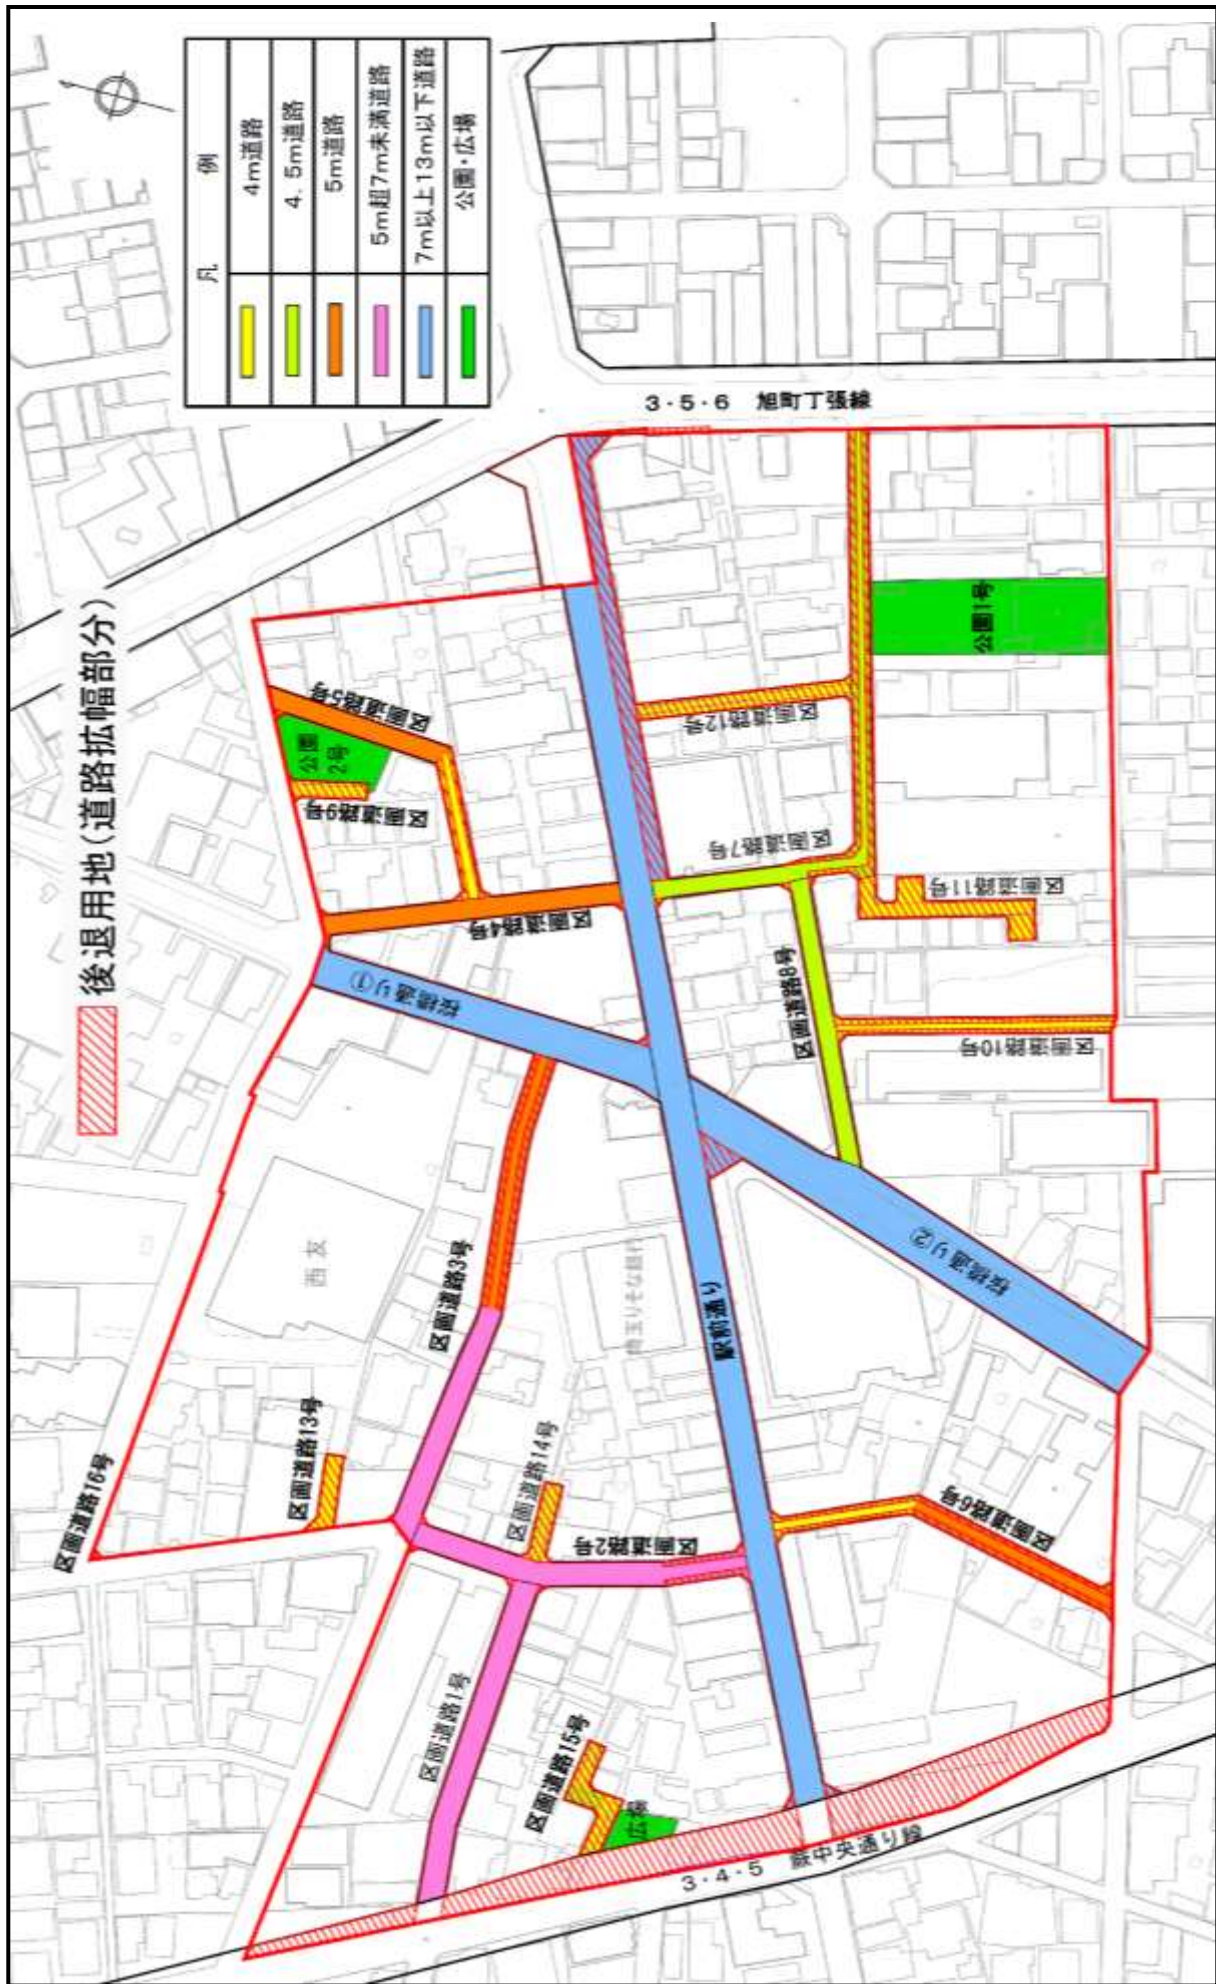 凡 例
4m道路
4．5m道路
5m道路
5m超7m未満道路
7m以上13m以下道路
公園・広場
後退用地（道路拡幅部分）
3・5・6　旭町丁張線
区画道路5号
公園
2号
区画道路9号
区画道路4号
桜橋通り①
区画道路12号
公園1号
区画道路7号
区画道路11号
区画道路8号
区画道路10号
西友
区画道路3号
埼玉りそな銀行
駅前通り
桜橋通り②
区画道路16号
区画道路13号
区画道路14号
区画道路2号
区画道路6号
区画道路1号
区画道路15号
広場
3・4・5　蕨中央通り線